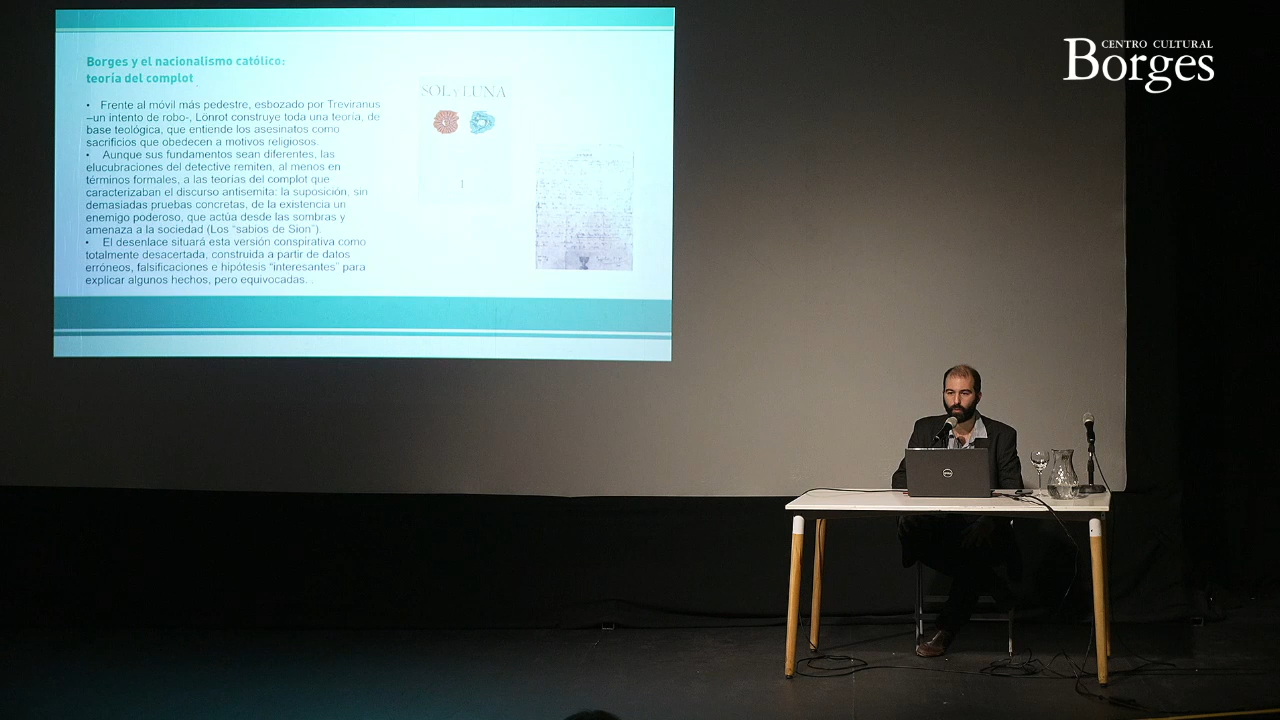 CENTRO CULTURAL
Borges
Borges y el nacionalismo católico:
teoría del complot
• Frente al móvil más pedestre, esbozado por Treviranus
–un intento de robo-, Lönrot construye toda una teoría, de
base teológica, que entiende los asesinatos como
sacrificios que obedecen a motivos religiosos.
• Aunque sus fundamentos sean diferentes, las
elucubraciones del detective remiten, al menos en
términos formales, a las teorías del complot que
caracterizaban el discurso antisemita: la suposición, sin
demasiadas pruebas concretas, de la existencia un
enemigo poderoso, que actúa desde las sombras y
amenaza a la sociedad (Los “sabios de Sion”).
• El desenlace situará esta versión conspirativa como
totalmente desacertada, construida a partir de datos
erróneos, falsificaciones e hipótesis “interesantes” para
explicar algunos hechos, pero equivocadas. .
SOL Y LUNA
1
DELL